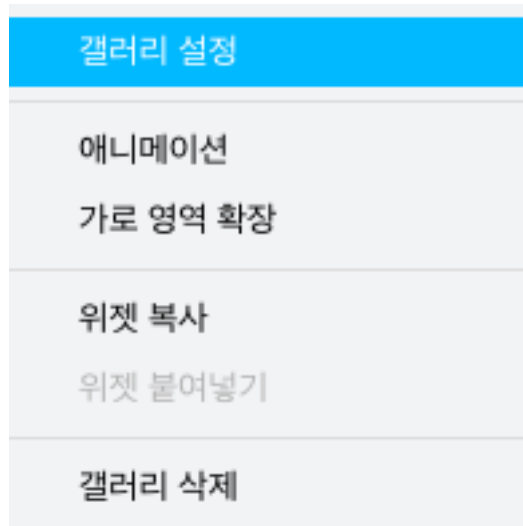 갤러리 설정
애니메이션
가로 영역 확장
위젯 복사
위젯 붙여넣기
갤러리 삭제